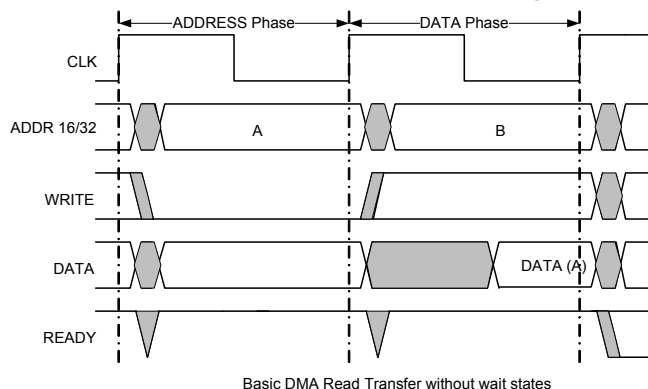 ADDRESS Phase DATA Phase
CLK
ADDR 16/32 A B
WRITE
DATA DATA (A)
READY
Basic DMA Read Transfer without wait states